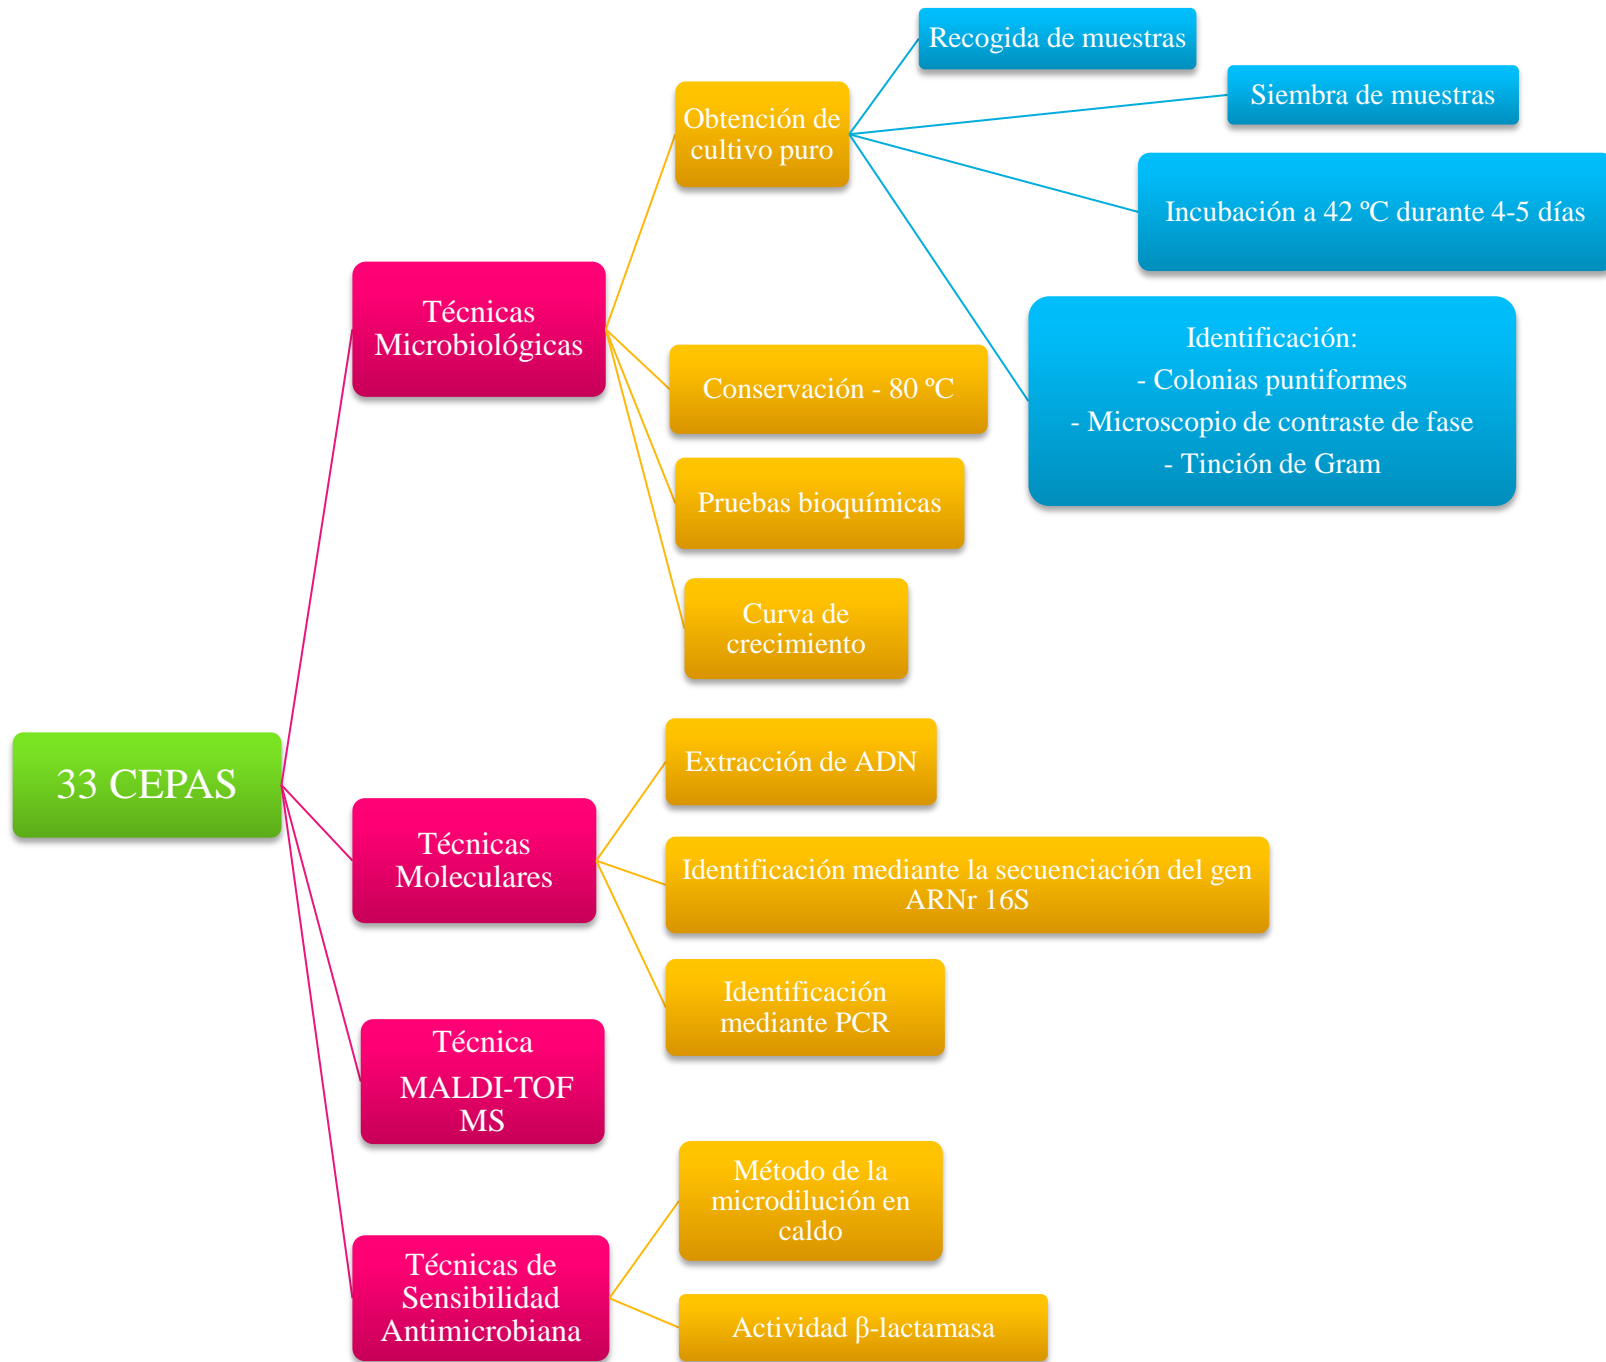 33 CEPAS
Técnicas
Microbiológicas
Obtención de
cultivo puro
Recogida de muestras
Siembra de muestras
Incubación a 42 ºC durante 4-5 días
Identificación:
- Colonias puntiformes
- Microscopio de contraste de fase
- Tinción de Gram
Conservación - 80 ºC
Pruebas bioquímicas
Curva de
crecimiento
Técnicas
Moleculares
Extracción de ADN
Identificación mediante la secuenciación del gen
ARNr 16S
Identificación
mediante PCR
Técnica
MALDI-TOF
MS
Técnicas de
Sensibilidad
Antimicrobiana
Método de la
microdilución en
caldo
Actividad β-lactamasa